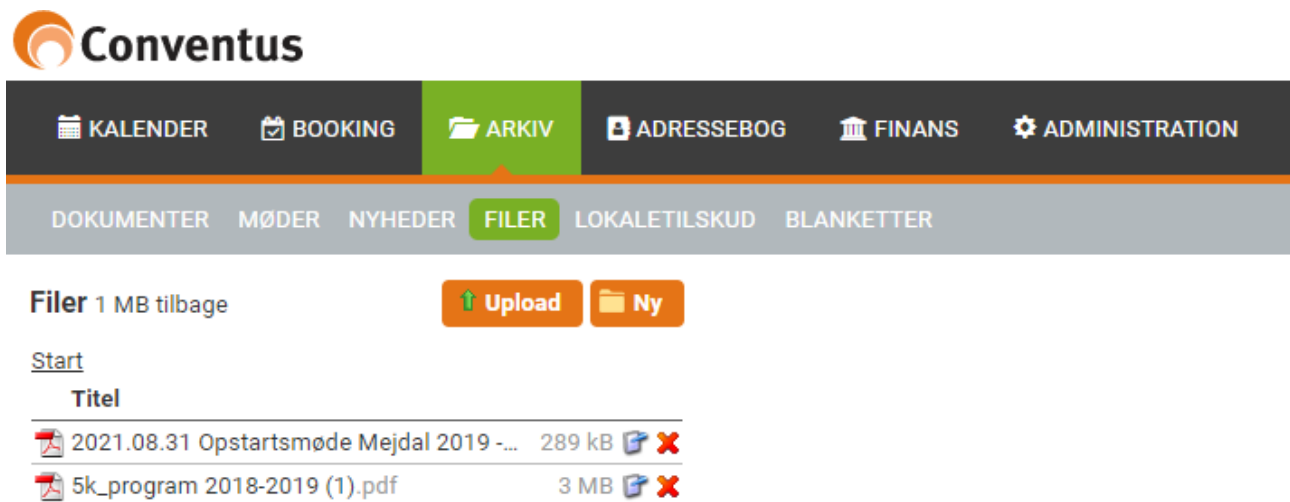 Conventus
KALENDER BOOKING ARKIV ADRESSEBOG FINANS ADMINISTRATION
DOKUMENTER MØDER NYHEDER FILER LOKALETILSKUD BLANKETTER
Filer 1 MB tilbage Upload Ny
Start
Titel
2021.08.31 Opstartsmøde Mejdal 2019 -... 289 kB
5k_program 2018-2019 (1).pdf 3 MB